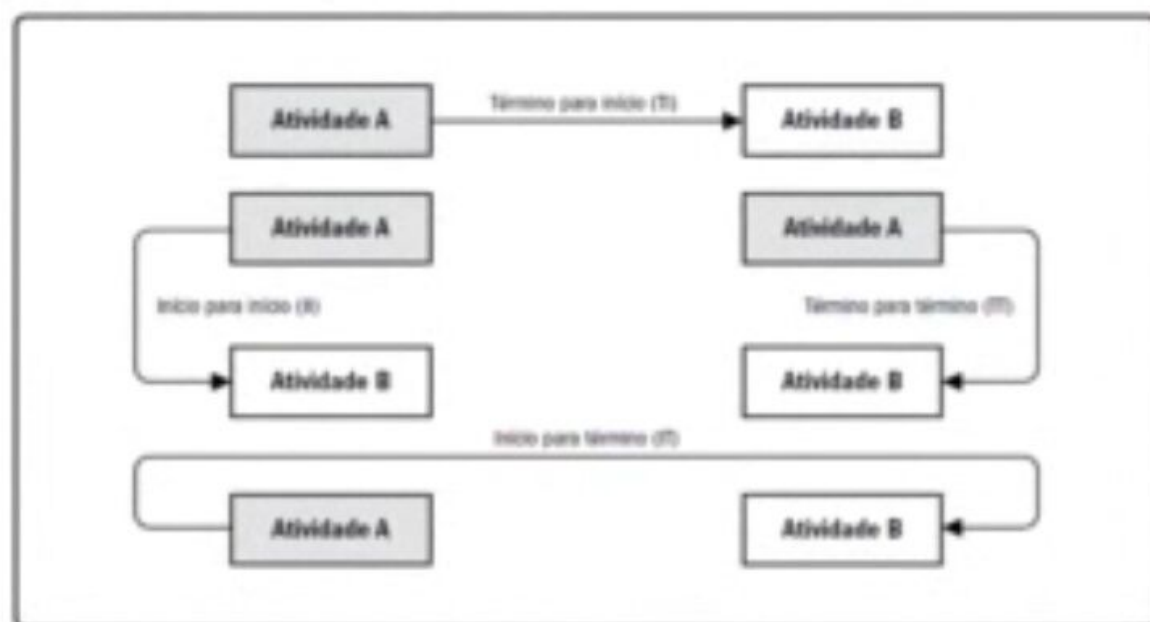 Término para início (TI)
Atividade A
Atividade B
Atividade A
Atividade A
Início para início (II)
Término para término (TT)
Atividade B
Atividade B
Início para término (IT)
Atividade A
Atividade B